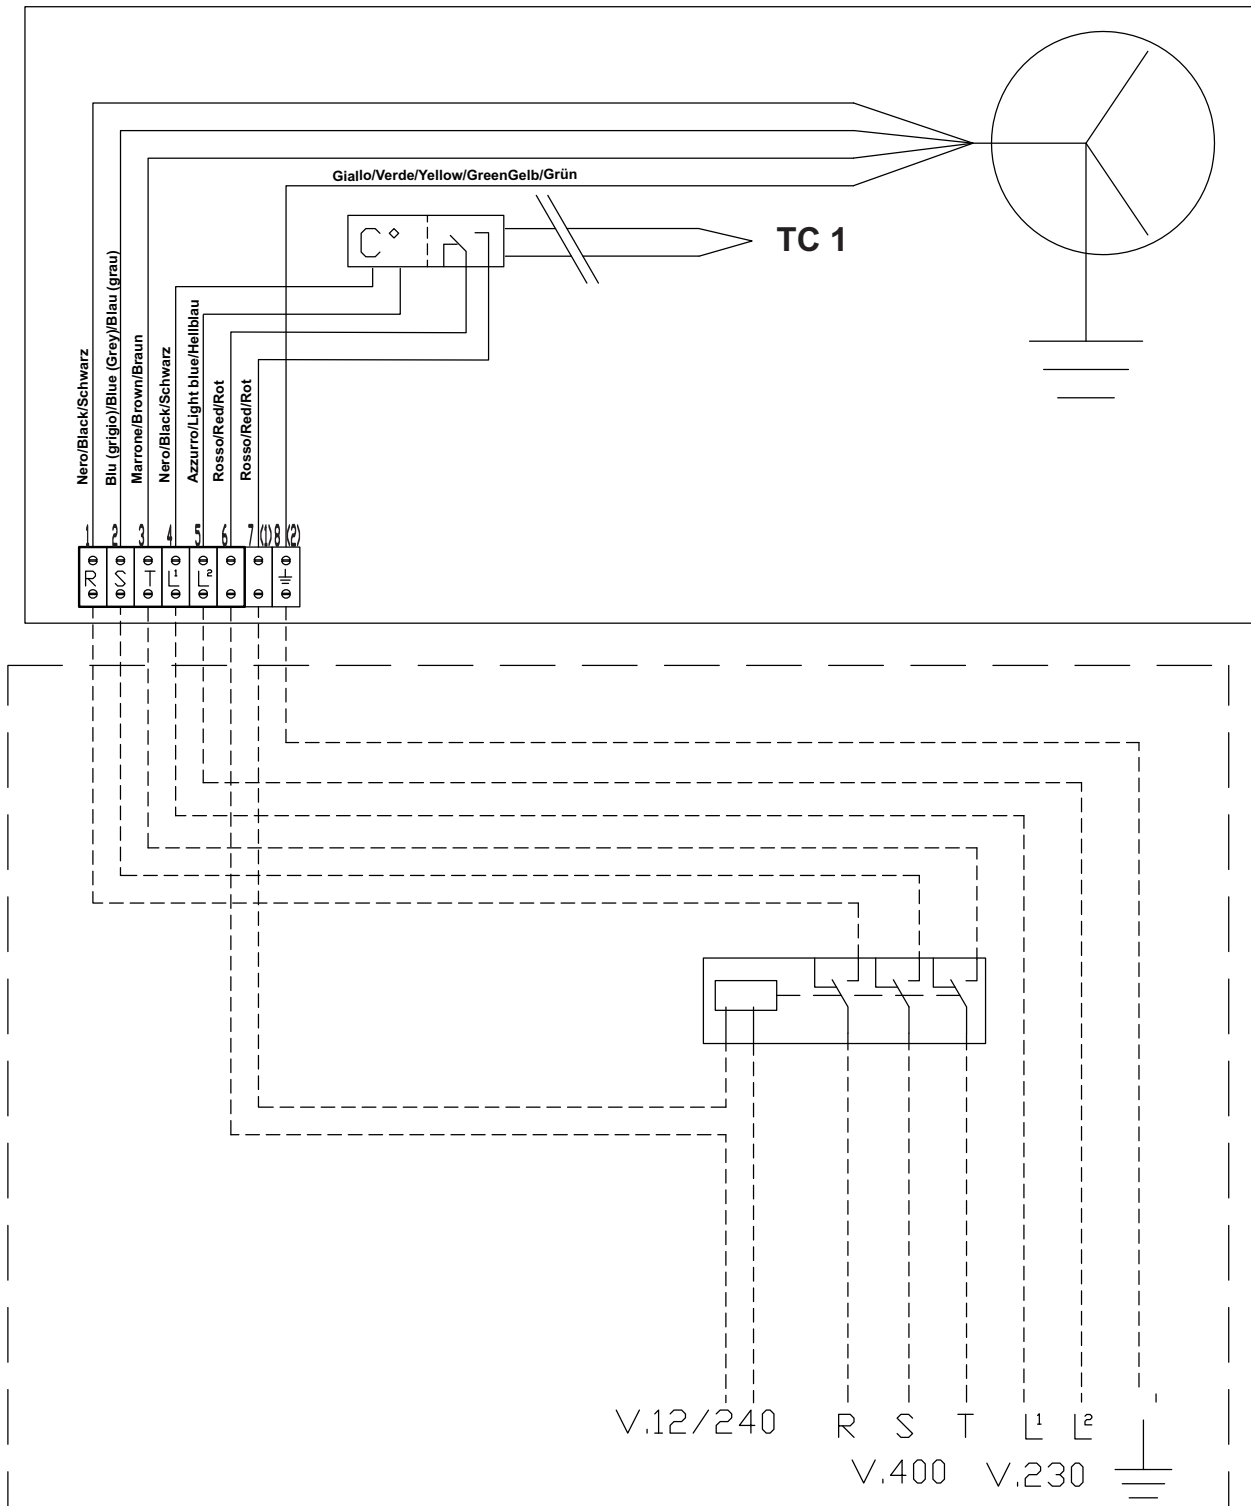 Giallo/Verde/Yellow/GreenGelb/Grün
C°
TC 1
Nero/Black/Schwarz
Blu (grigio)/Blue (Grey)/Blau (grau)
Marrone/Brown/Braun
Nero/Black/Schwarz
Azzurro/Light blue/Hellblau
Rosso/Red/Rot
Rosso/Red/Rot
1 2 3 4 5 6 7(1) 8(2)
R S T L1 L2
V.12/240 R S T L1 L2
V.400 V.230